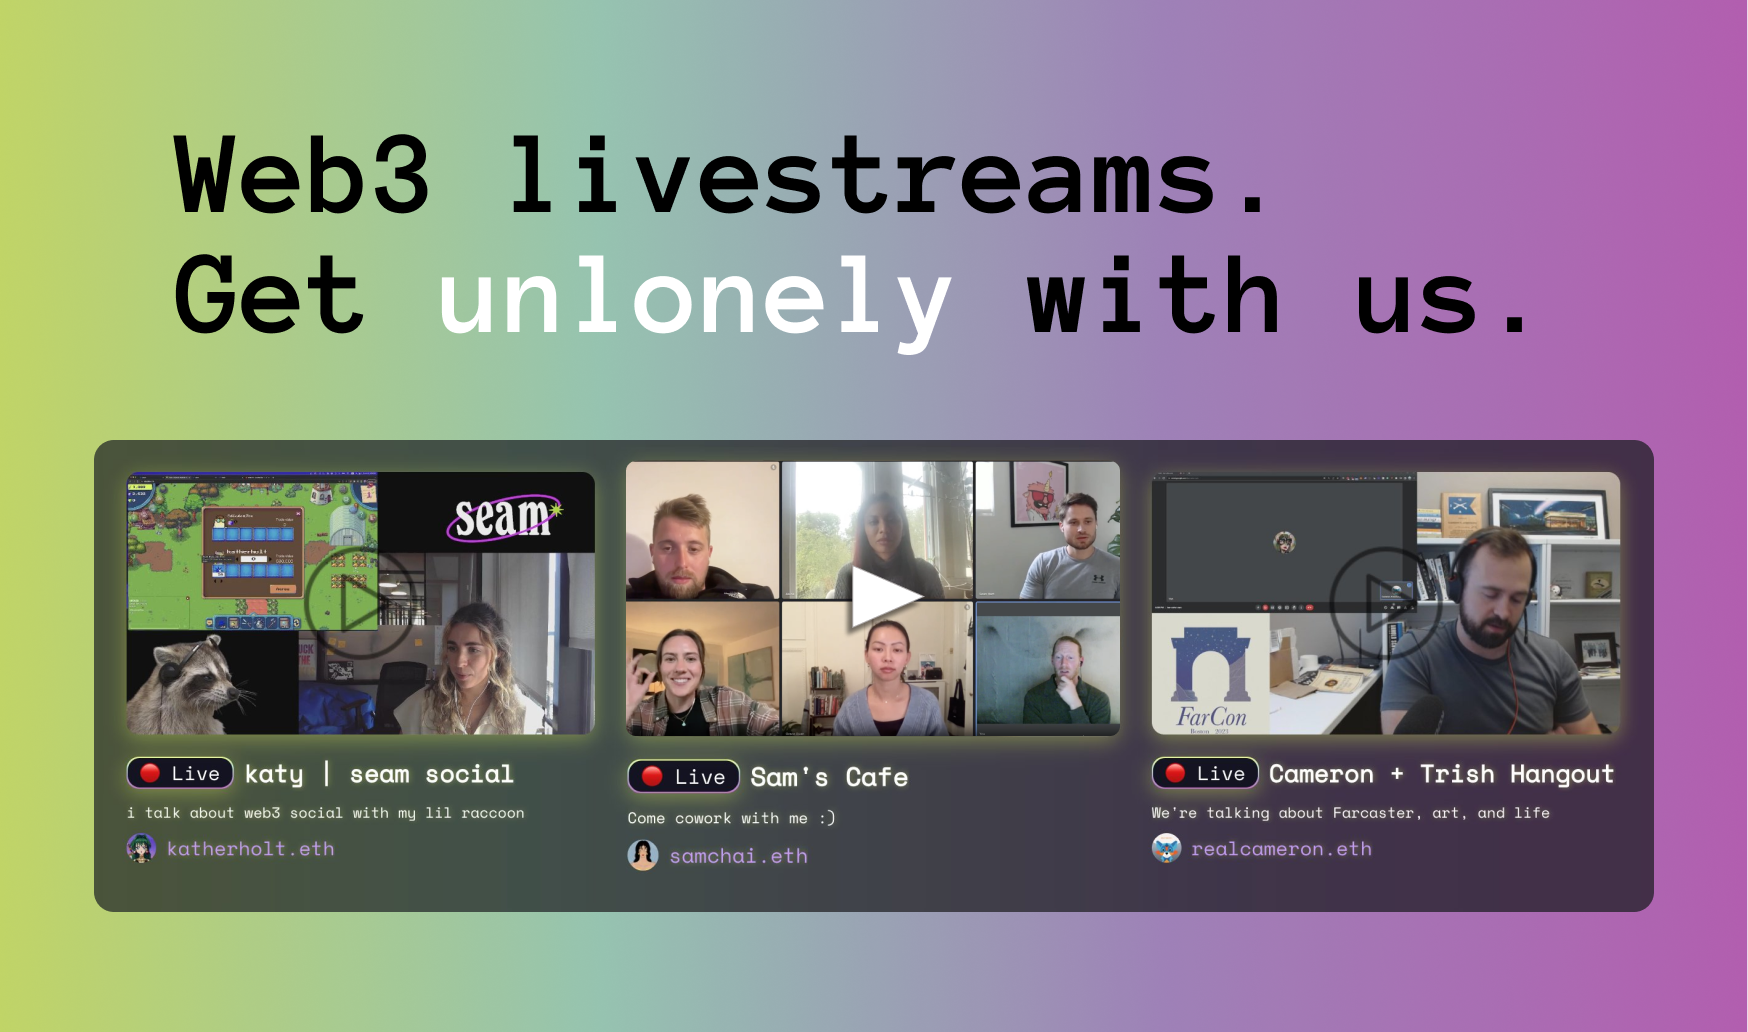 Web3 livestreams.
Get unlonely with us.
seam
FarCon
Boston 2023
Live katy | seam social
i talk about web3 social with my lil raccoon
katherholt.eth
Live Sam's Cafe
Come cowork with me :)
samchai.eth
Live Cameron + Trish Hangout
We're talking about Farcaster, art, and life
realcameron.eth